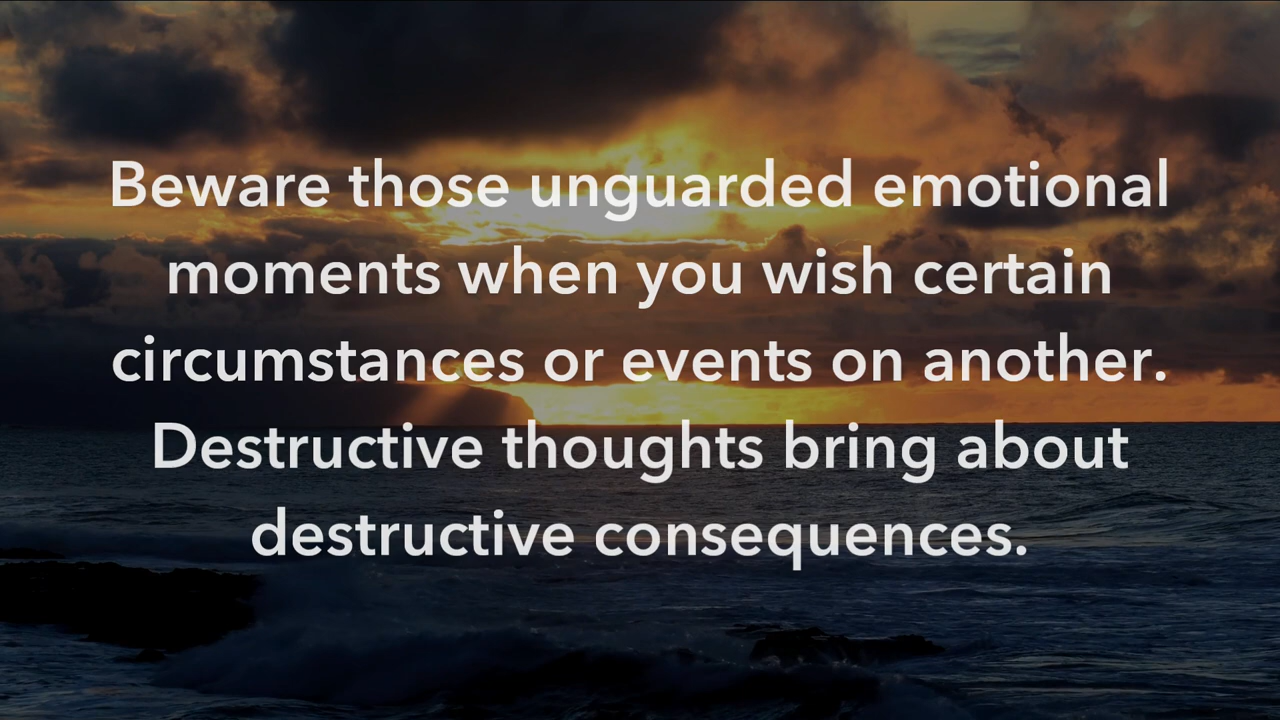 Beware those unguarded emotional
moments when you wish certain
circumstances or events on another.
Destructive thoughts bring about
destructive consequences.